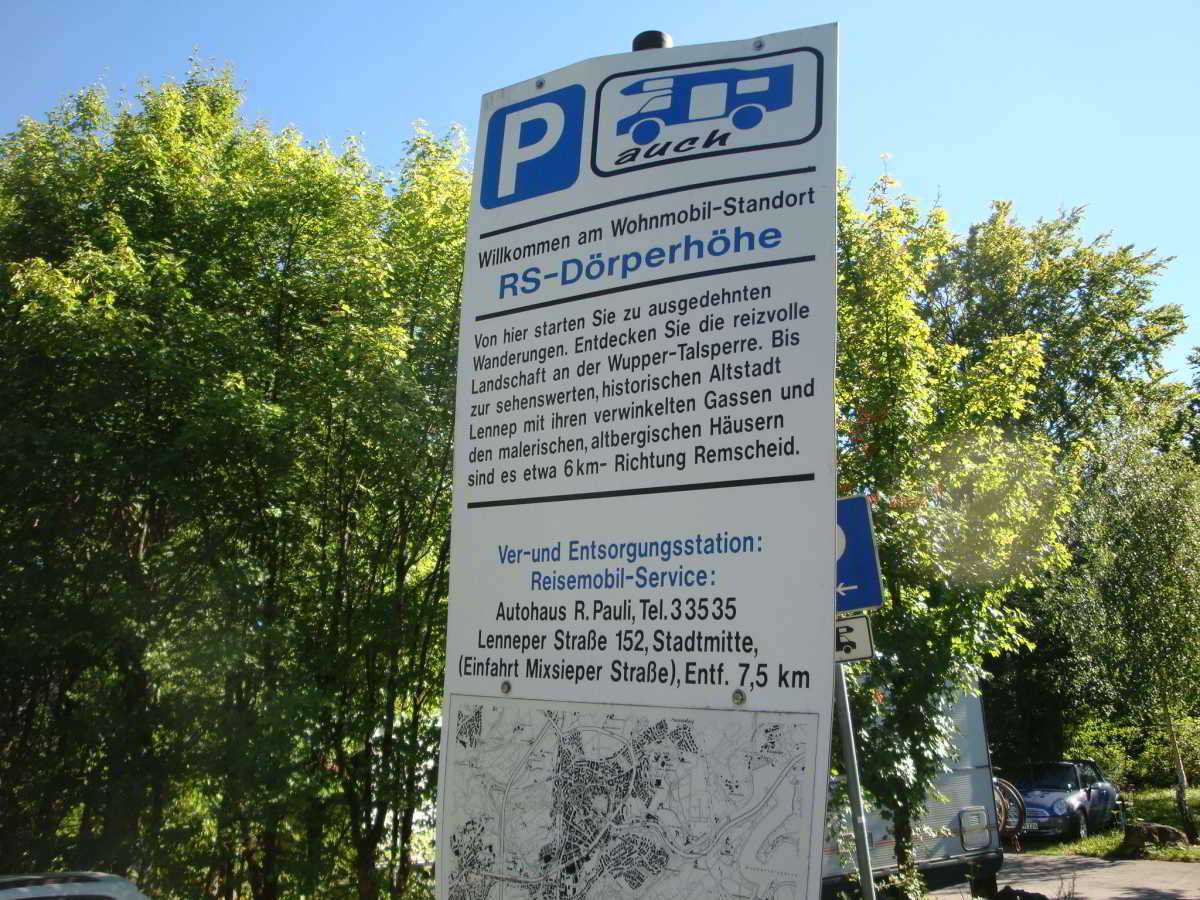 P
auch
Willkommen am Wohnmobil-Standort
RS-Dörperhöhe
Von hier starten Sie zu ausgedehnten
Wanderungen. Entdecken Sie die reizvolle
Landschaft an der Wupper-Talsperre. Bis
zur sehenswerten, historischen Altstadt
Lennep mit ihren verwinkelten Gassen und
den malerischen, altbergischen Häusern
sind es etwa 6 km- Richtung Remscheid.
Ver-und Entsorgungsstation:
Reisemobil-Service:
Autohaus R. Pauli, Tel. 33535
Lenneper Straße 152, Stadtmitte,
(Einfahrt Mixsieper Straße), Entf. 7,5 km